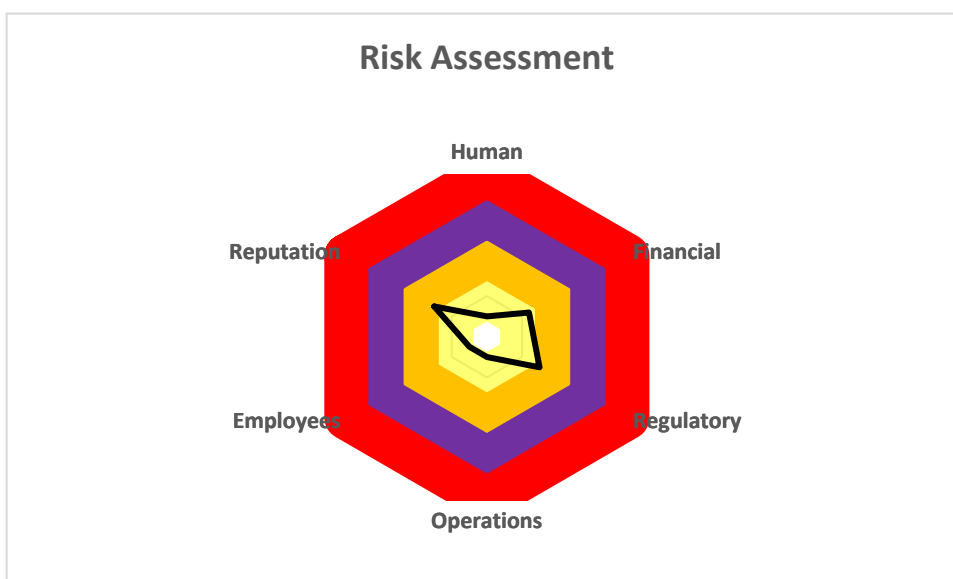 Risk Assessment
Human
Reputation
Financial
Employees
Regulatory
Operations